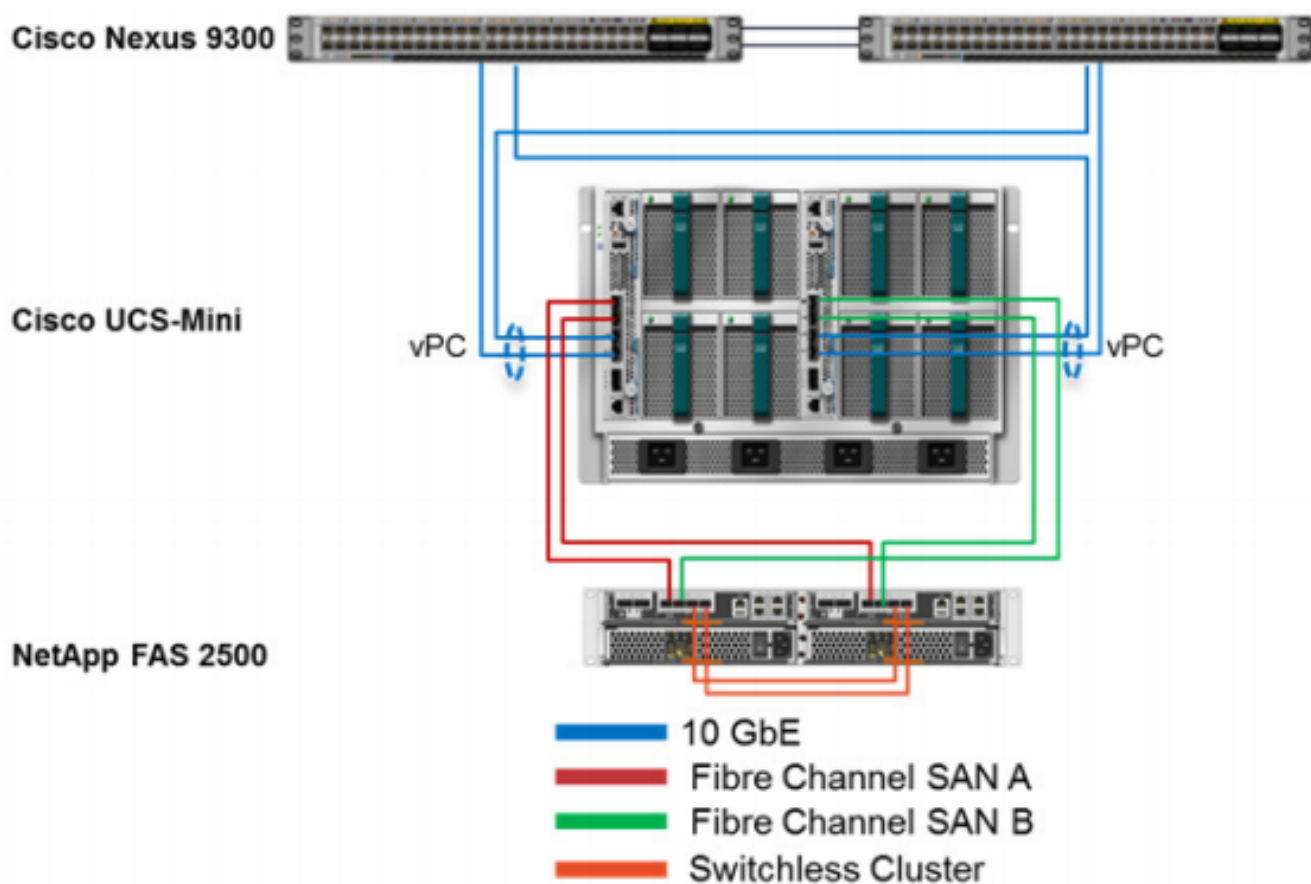 Cisco Nexus 9300
Cisco UCS-Mini
vPC
vPC
NetApp FAS 2500
10 GbE
Fibre Channel SAN A
Fibre Channel SAN B
Switchless Cluster